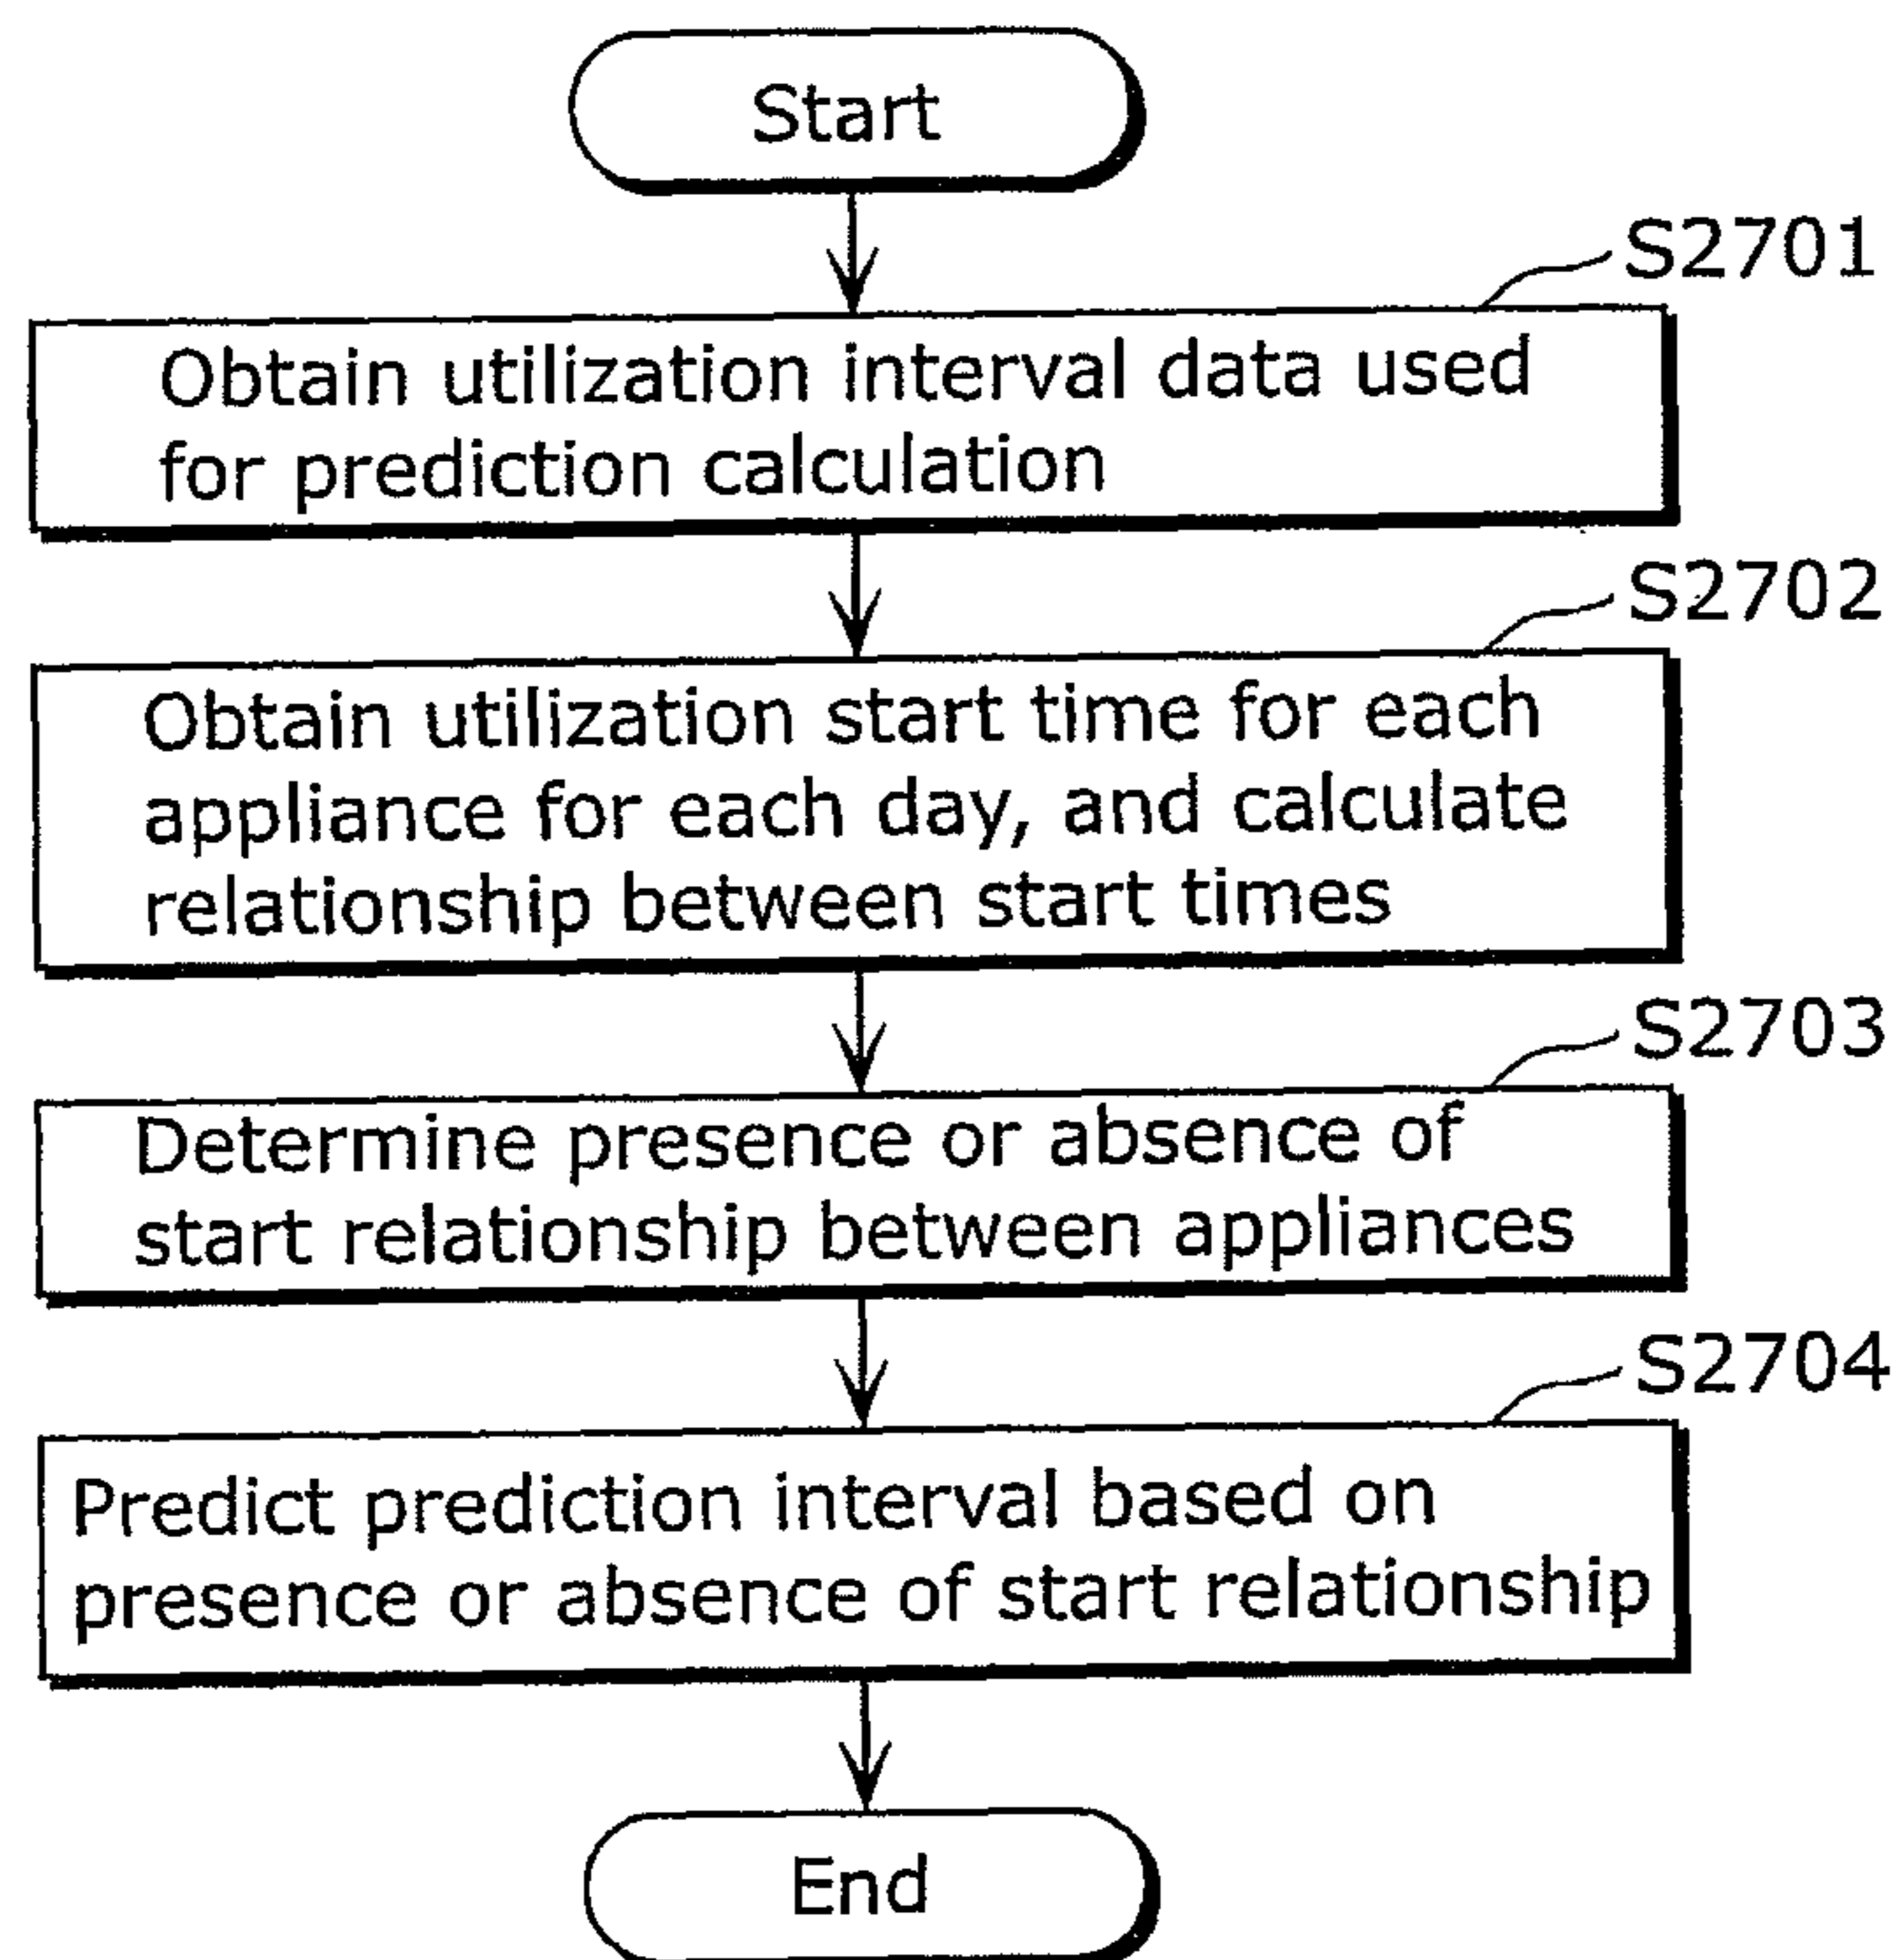 Start
S2701
Obtain utilization interval data used
for prediction calculation
S2702
Obtain utilization start time for each
appliance for each day, and calculate
relationship between start times
S2703
Determine presence or absence of
start relationship between appliances
S2704
Predict prediction interval based on
presence or absence of start relationship
End